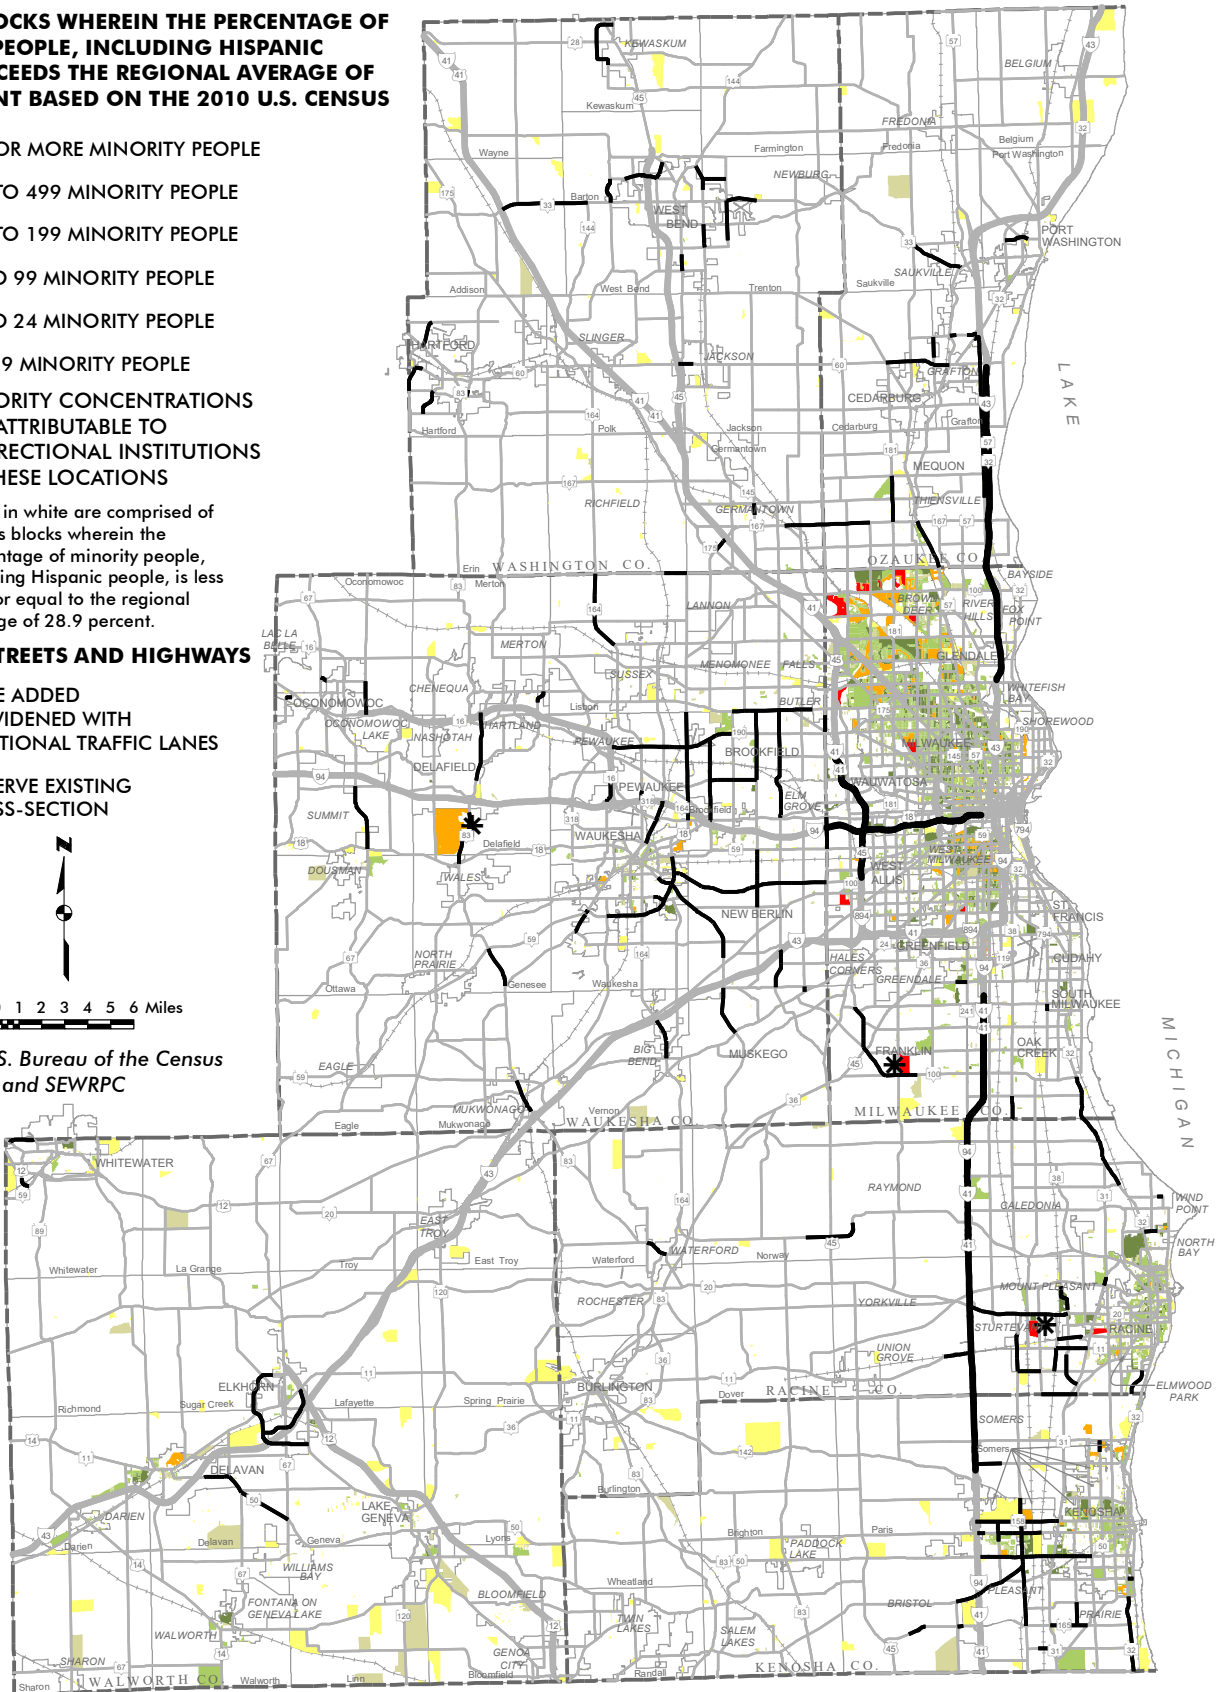 OCKS WHEREIN THE PERCENTAGE OF
PEOPLE, INCLUDING HISPANIC
CEEDS THE REGIONAL AVERAGE OF
NT BASED ON THE 2010 U.S. CENSUS
OR MORE MINORITY PEOPLE
TO 499 MINORITY PEOPLE
TO 199 MINORITY PEOPLE
99 MINORITY PEOPLE
24 MINORITY PEOPLE
9 MINORITY PEOPLE
ORITY CONCENTRATIONS
ATTRIBUTABLE TO
RRECTIONAL INSTITUTIONS
HESE LOCATIONS
in white are comprised of
s blocks wherein the
ntage of minority people,
ing Hispanic people, is less
or equal to the regional
ge of 28.9 percent.
TREETS AND HIGHWAYS
E ADDED
WIDENED WITH
TIONAL TRAFFIC LANES
ERVE EXISTING
SS-SECTION
N
1 2 3 4 5 6 Miles
S. Bureau of the Census
and SEWRPC
KEWASKUM
Kewaskum
BELGIUM
FREDONIA
Fredonia
Belgium
Port Washington
Wayne
Farmington
NEWBURG
Barton
WEST
BEND
PORT
WASHINGTON
SAUKVILLE
Saukville
Addison
West Bend
Trenton
SLINGER
HARTFORD
JACKSON
GRAFTON
CEDARBURG
Hartford
Polk
Jackson
Germantown
Cedarburg
Grafton
MEQUON
THIENSVILLE
RICHFIELD
GERMANTOWN
LAKE
MICHIGAN
Erin
WASHINGTON CO.
OZAUKEE CO.
Oconomowoc
Merton
BAYSIDE
LANNON
BROWN
DEER
RIVER
HILLS
FOX
POINT
LAC LA
BELLE
MERTON
SUSSEX
MENOMONEE FALLS
GLENDALE
CHENEQUA
OCONOMOWOC
OCONOMOWOC
LAKE
NASHOTAH
HARTLAND
Lisbon
BUTLER
WHITEFISH
BAY
SHOREWOOD
PEWAUKEE
BROOKFIELD
MILWAUKEE
DELAFIELD
PEWAUKEE
WAUWATOSA
SUMMIT
Brookfield
ELM
GROVE
Delafield
WAUKESHA
DOUSMAN
WALES
WEST
MILWAUKEE
WEST
ALLIS
NEW BERLIN
ST.
FRANCIS
GREENFIELD
NORTH
PRAIRIE
HALES
CORNERS
GREENDALE
CUDAHY
Ottawa
Genesee
Waukesha
SOUTH
MILWAUKEE
EAGLE
BIG
BEND
MUSKEGO
FRANKLIN
OAK
CREEK
MUKWONAGO
Mukwonago
Vernon
WAUKESHA CO.
MILWAUKEE CO.
Eagle
WHITEWATER
RAYMOND
CALEDONIA
WIND
POINT
NORTH
BAY
EAST
TROY
East Troy
Troy
Whitewater
La Grange
WATERFORD
Waterford
Norway
ROCHESTER
YORKVILLE
MOUNT PLEASANT
STURTEVANT
RACINE
UNION
GROVE
ELKHORN
Sugar Creek
Lafayette
Spring Prairie
Richmond
BURLINGTON
Dover
RACINE CO.
ELMWOOD
PARK
SOMERS
Somers
DELAVAN
Burlington
DARIEN
Darien
LAKE
GENEVA
Delavan
Geneva
Lyons
Brighton
Paris
KENOSHA
PADDOCK
LAKE
WILLIAMS
BAY
FONTANA ON
GENEVA LAKE
BLOOMFIELD
Wheatland
BRISTOL
PLEASANT
PRAIRIE
TWIN
LAKES
SALEM
LAKES
WALWORTH
SHARON
Sharon
WALWORTH CO.
Walworth
Linn
GENOA
CITY
Bloomfield
Randall
KENOSHA CO.